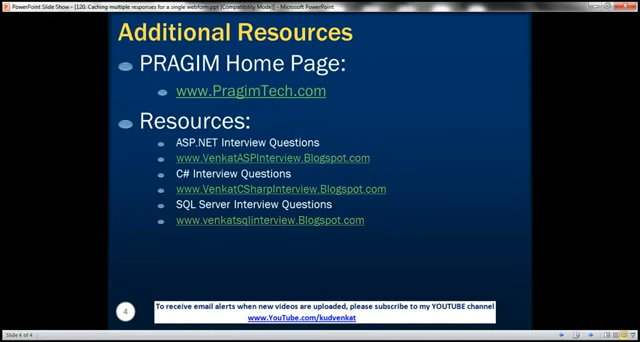 PowerPoint Slide Show - [120. Caching multiple responses for a single webform.ppt [Compatibility Mode]] - Microsoft PowerPoint
Additional Resources
PRAGIM Home Page:
www.PragimTech.com
Resources:
ASP.NET Interview Questions
www.VenkatASPInterview.Blogspot.com
C# Interview Questions
www.VenkatCSharpInterview.Blogspot.com
SQL Server Interview Questions
www.venkatsqlinterview.Blogspot.com
4
To receive email alerts when new videos are uploaded, please subscribe to my YOUTUBE channel
www.YouTube.com/kudvenkat
Slide 4 of 4